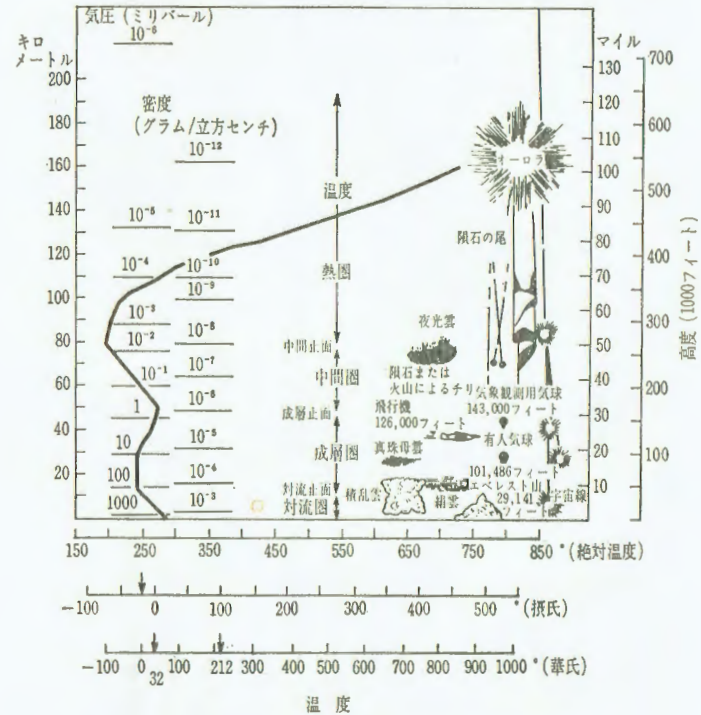 気圧 (ミリバール)
10⁻⁶
キロ
メートル
マイル
700
200
130
密度
(グラム/立方センチ)
180
120
600
110
10⁻¹²
オーロラ
160
100
温度
500
140
90
10⁻⁵
10⁻¹¹
隕石の尾
120
80
400
10⁻⁴
10⁻¹⁰
熱圏
70
100
10⁻⁹
60
300
10⁻³
夜光雲
80
10⁻²
10⁻⁸
中間止面
50
中間圏
隕石または
火山によるチリ
気象観測用気球
143,000フィート
60
10⁻¹
10⁻⁷
40
200
1
10⁻⁶
成層止面
飛行機
126,000フィート
30
40
10
10⁻⁵
成層圏
有人気球
真珠母雲
101,486フィート
20
100
20
100
10⁻⁴
対流止面
積乱雲
絹雲
エベレスト山
29,141
フィート
宇宙線
10
1000
10⁻³
対流圏
高度 (1000フィート)
150 250 350 450 550 650 750 850 °(絶対温度)
−100 0 100 200 300 400 500 °(摂氏)
−100 0 32 100 212 300 400 500 600 700 800 900 1000 °(華氏)
温度